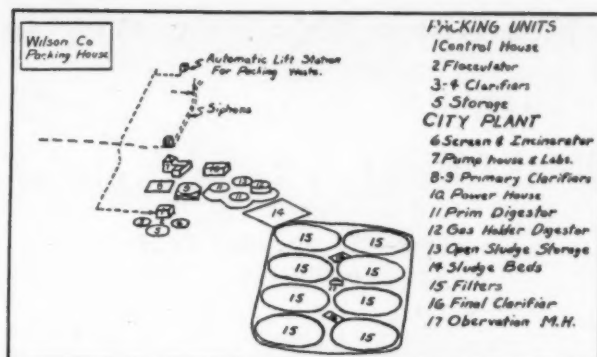 Wilson Co
Packing House
Automatic Lift Station
For Packing Waste.
Siphons
PACKING UNITS
1 Control House
2 Flocculator
3-4 Clarifiers
5 Storage
CITY PLANT
6 Screen & Incinerator
7 Pump house & Labs.
8-9 Primary Clarifiers
10 Power House
11 Prim Digestor
12 Gas Holder Digestor
13 Open Sludge Storage
14 Sludge Beds
15 Filters
16 Final Clarifier
17 Obervation M.H.
14
15 15
15 15
17
15 15
15 15